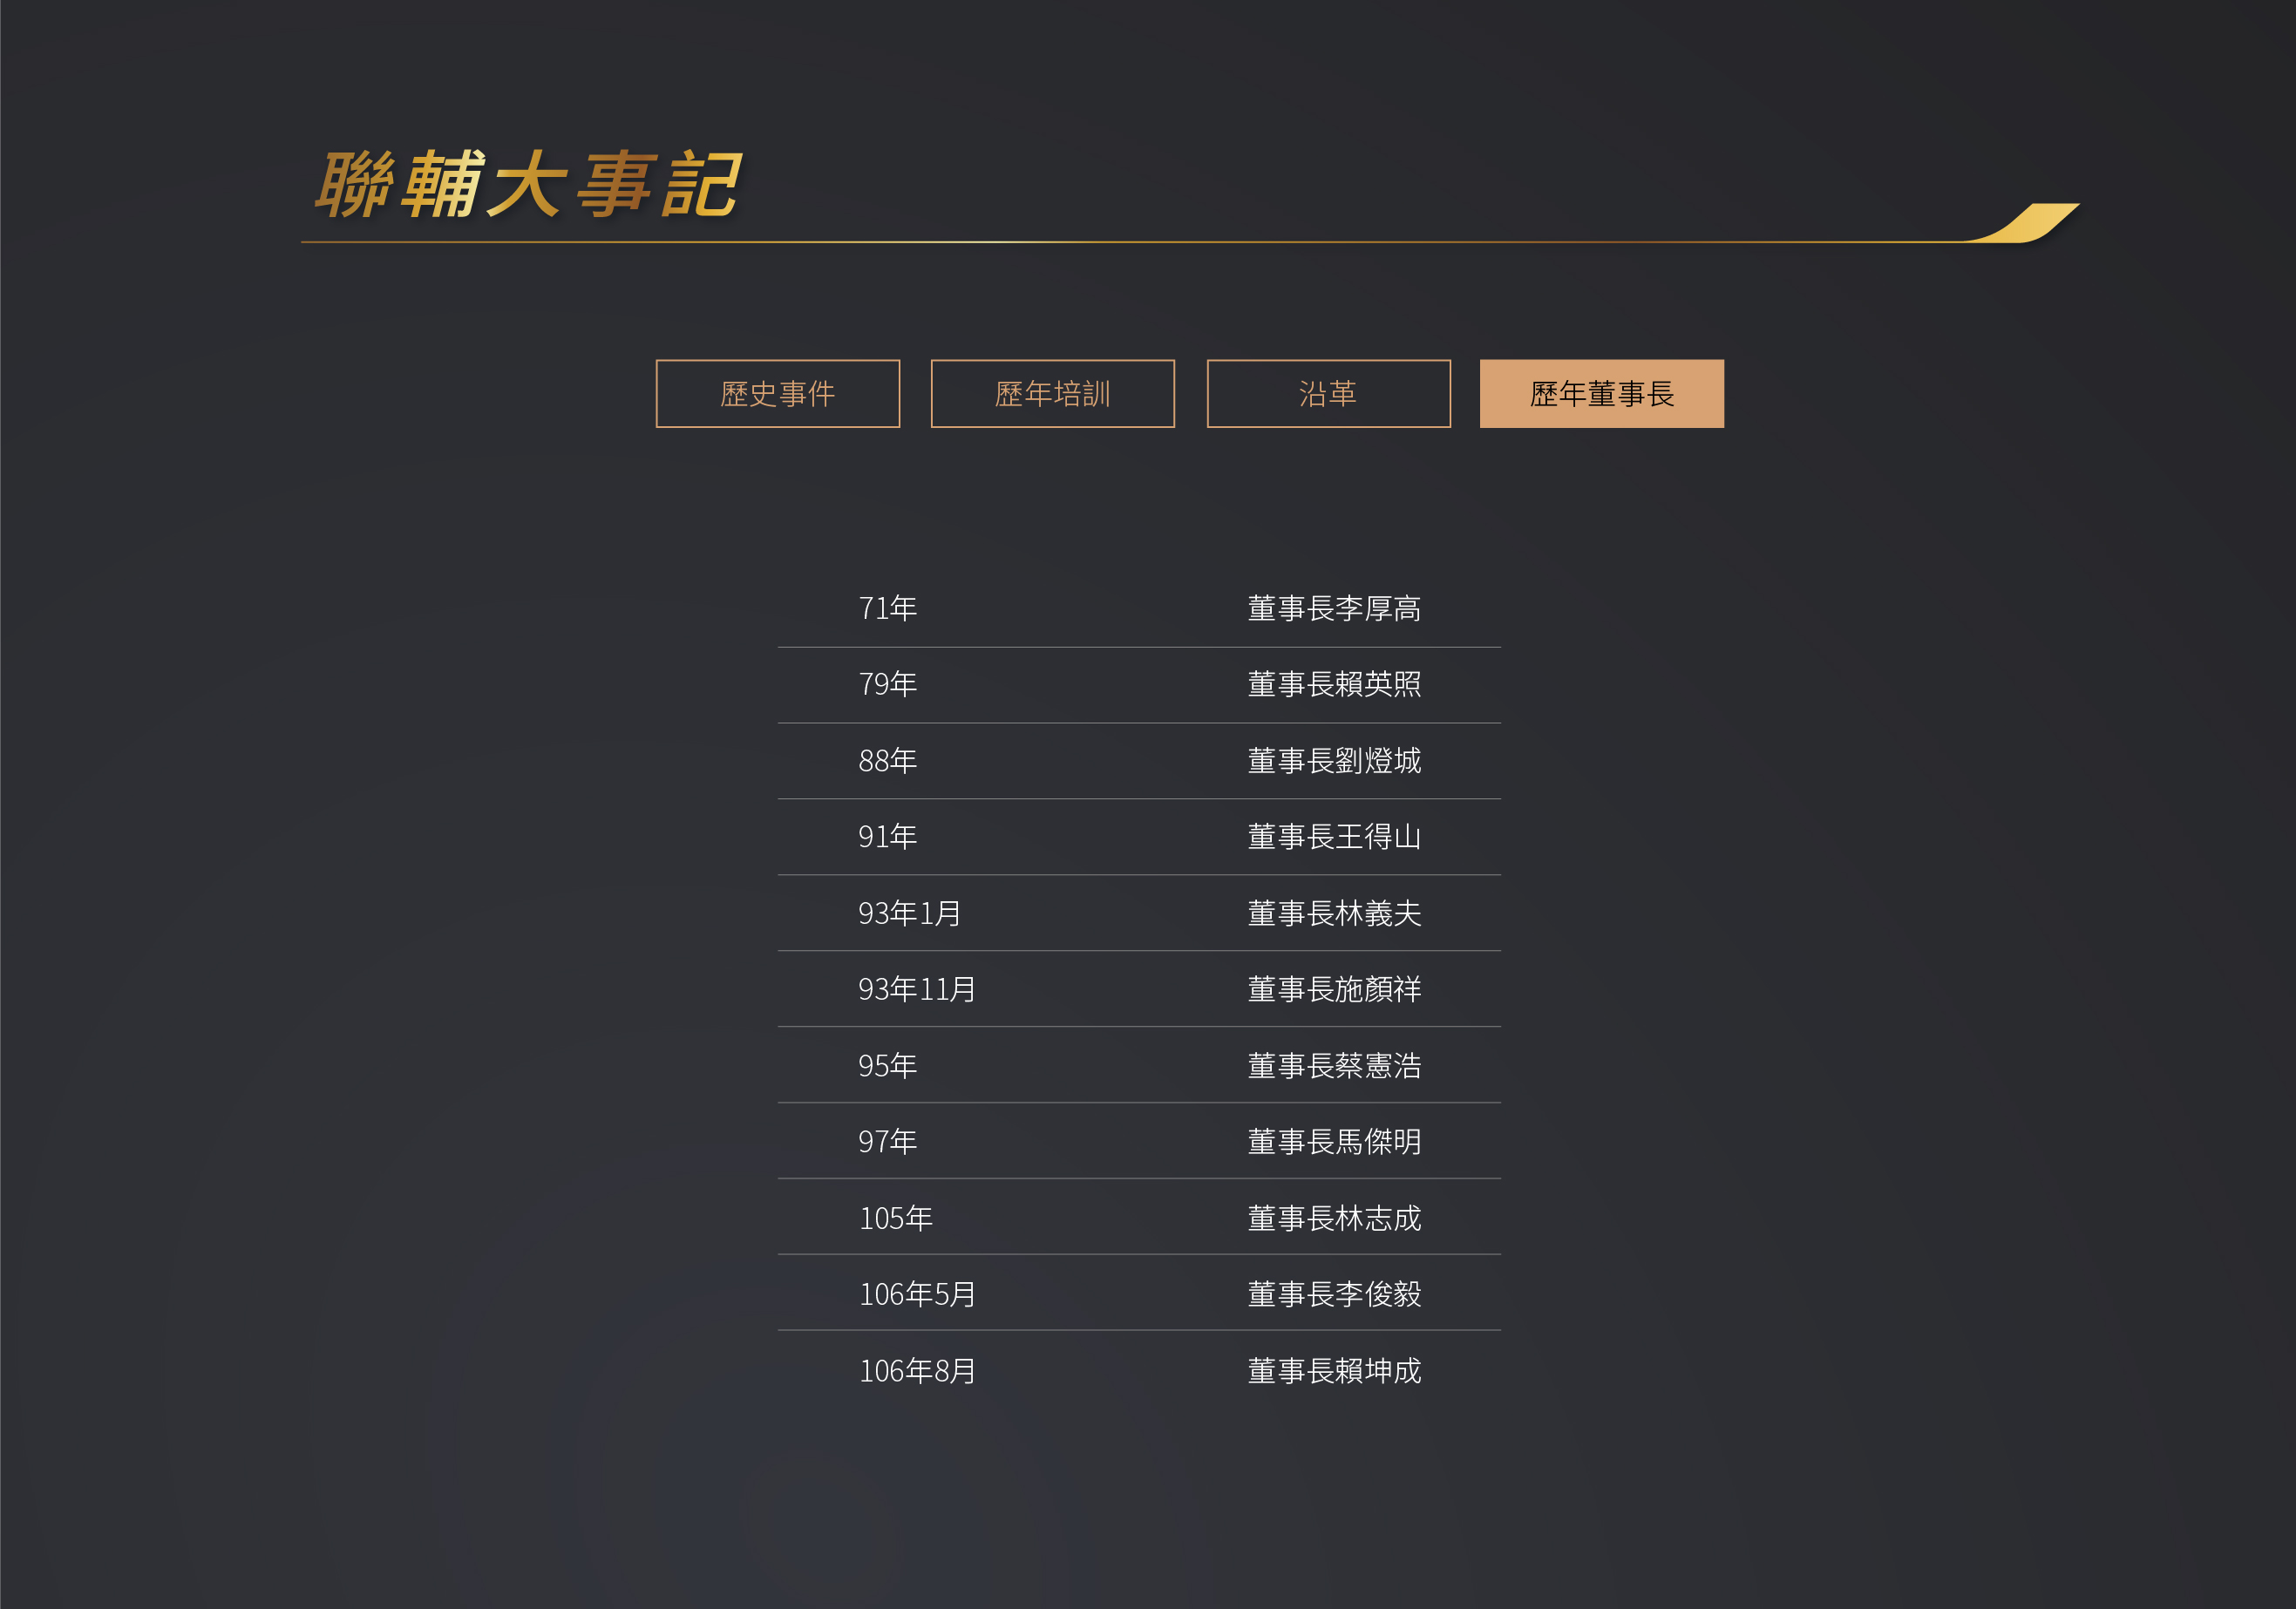 聯輔大事記
歷史事件
歷年培訓
沿革
歷年董事長
71年 董事長李厚高
79年 董事長賴英照
88年 董事長劉燈城
91年 董事長王得山
93年1月 董事長林義夫
93年11月 董事長施顏祥
95年 董事長蔡憲浩
97年 董事長馬傑明
105年 董事長林志成
106年5月 董事長李俊毅
106年8月 董事長賴坤成